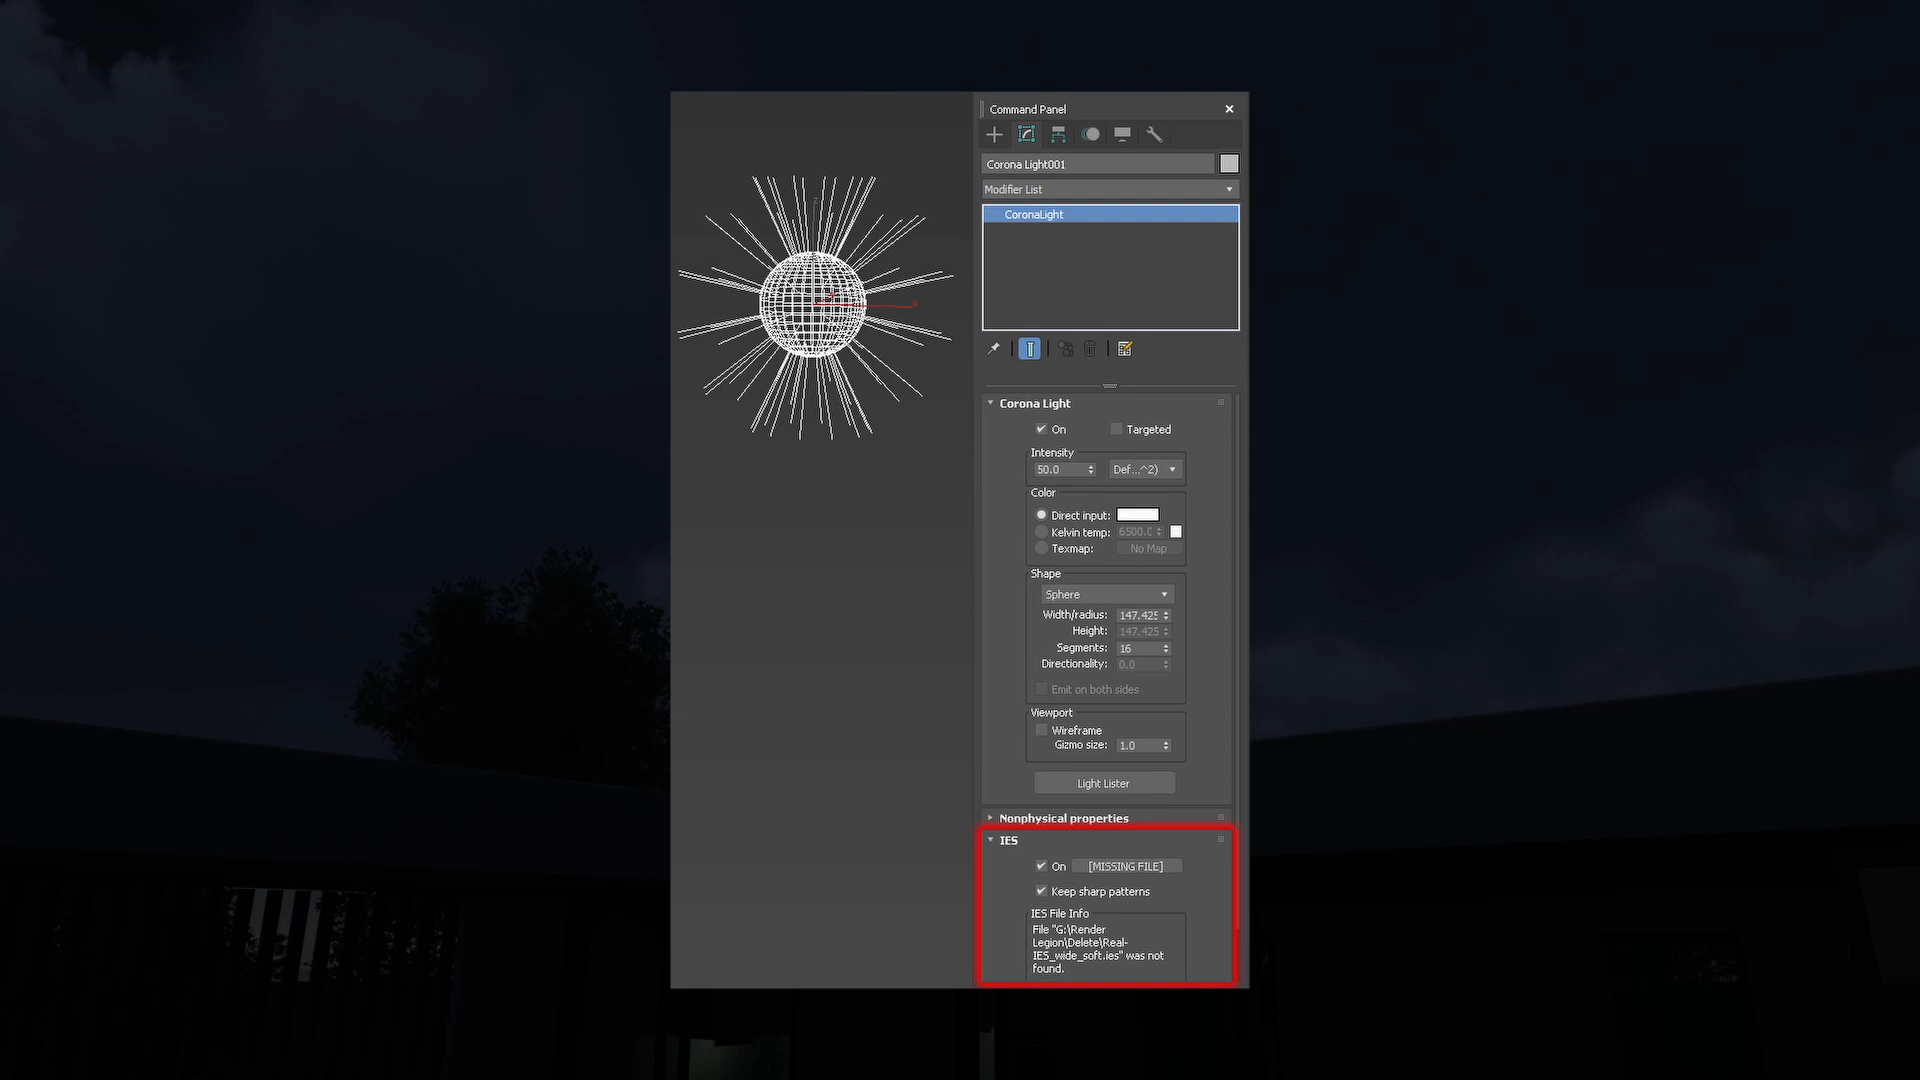 Command Panel
Corona Light001
Modifier List
CoronaLight
z
x
Corona Light
On
Targeted
Intensity
50.0
Def...^2)
Color
Direct input:
Kelvin temp:
6500.0
Texmap:
No Map
Shape
Sphere
Width/radius:
147.425
Height:
147.425
Segments:
16
Directionality:
0.0
Emit on both sides
Viewport
Wireframe
Gizmo size:
1.0
Light Lister
Nonphysical properties
IES
On
[MISSING FILE]
Keep sharp patterns
IES File Info
File "G:\Render
Legion\Delete\Real-
IES_wide_soft.ies" was not
found.